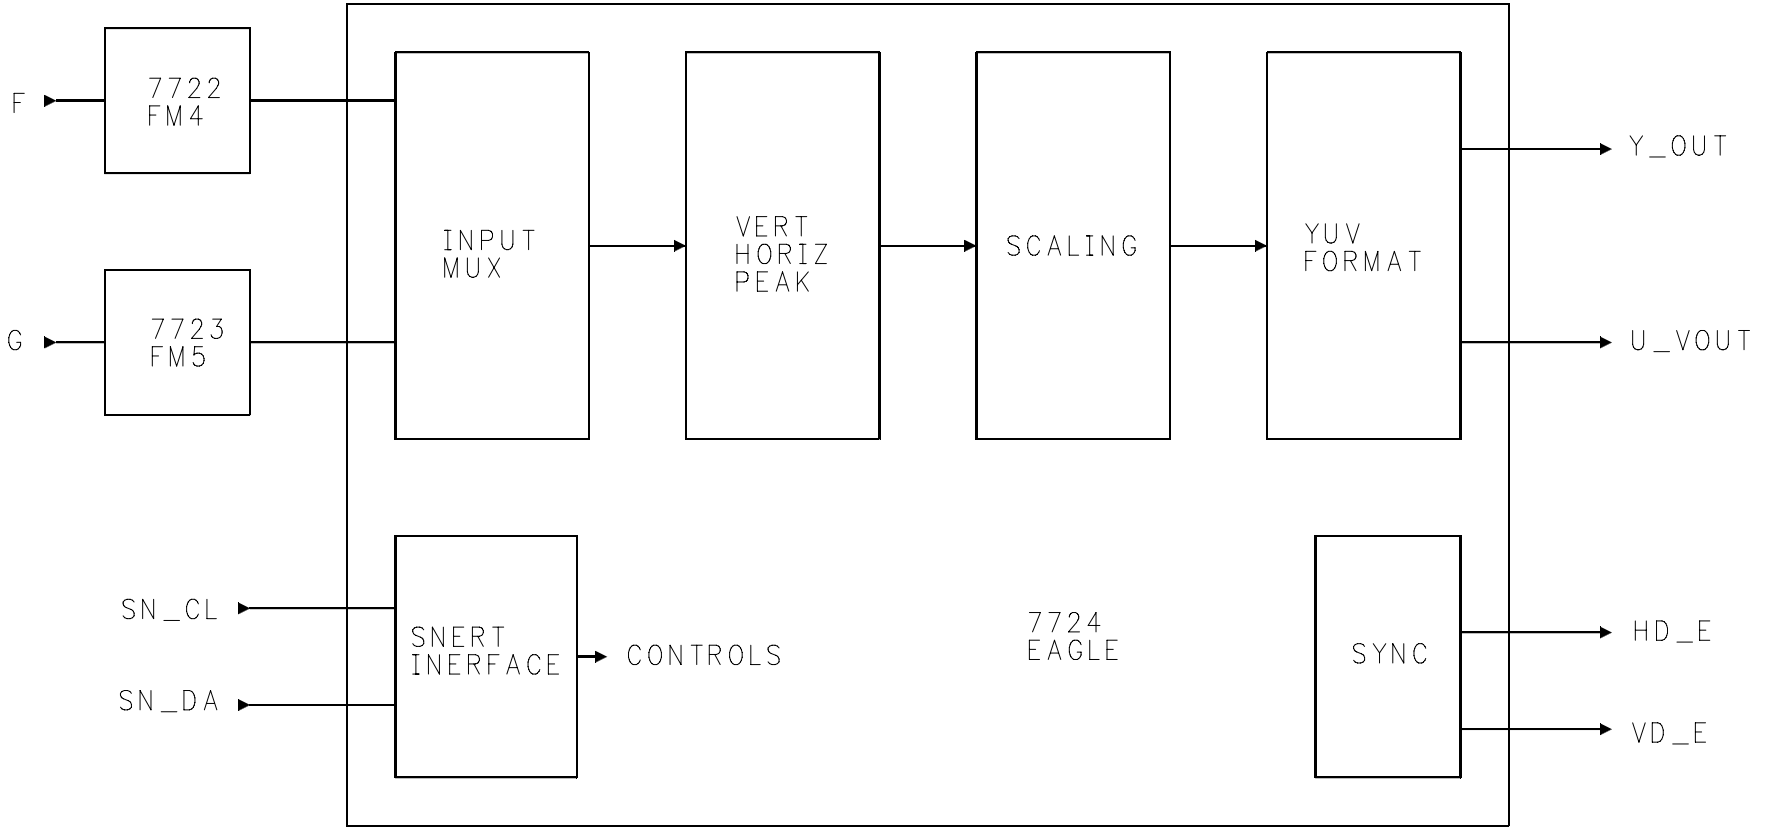 F
7722
FM4
G
7723
FM5
INPUT
MUX
VERT
HORIZ
PEAK
SCALING
YUV
FORMAT
Y_OUT
U_VOUT
SN_CL
SN_DA
SNERT
INERFACE
CONTROLS
7724
EAGLE
SYNC
HD_E
VD_E